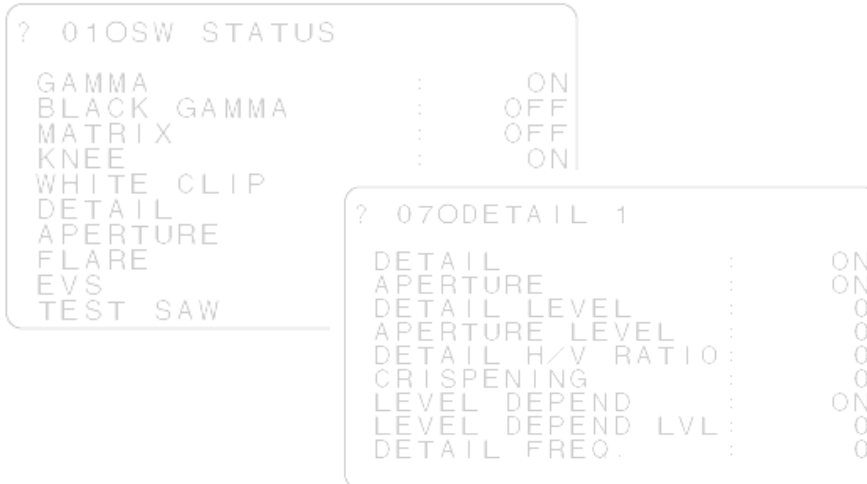 ? 01OSW STATUS
GAMMA : ON
BLACK GAMMA : OFF
MATRIX : OFF
KNEE : ON
WHITE CLIP
DETAIL
APERTURE
FLARE
EVS
TEST SAW
? 07ODETAIL 1
DETAIL : ON
APERTURE : ON
DETAIL LEVEL : 0
APERTURE LEVEL : 0
DETAIL H/V RATIO: 0
CRISPENING : 0
LEVEL DEPEND : ON
LEVEL DEPEND LVL: 0
DETAIL FREQ. : 0